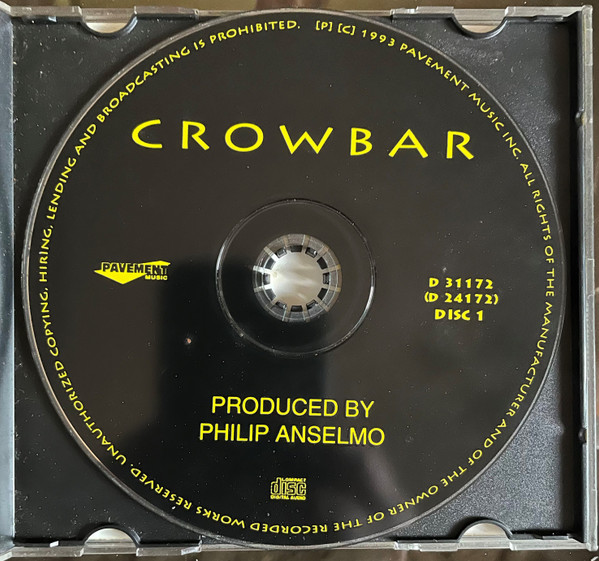 CROWBAR
PAVEMENT
MUSIC
D 31172
(D 24172)
DISC 1
PRODUCED BY
PHILIP ANSELMO
COMPACT
disc
DIGITAL AUDIO
[P] [C] 1993 PAVEMENT MUSIC INC. ALL RIGHTS OF THE MANUFACTURER AND OF THE OWNER OF THE RECORDED WORKS RESERVED. UNAUTHORIZED COPYING, HIRING, LENDING AND BROADCASTING IS PROHIBITED.